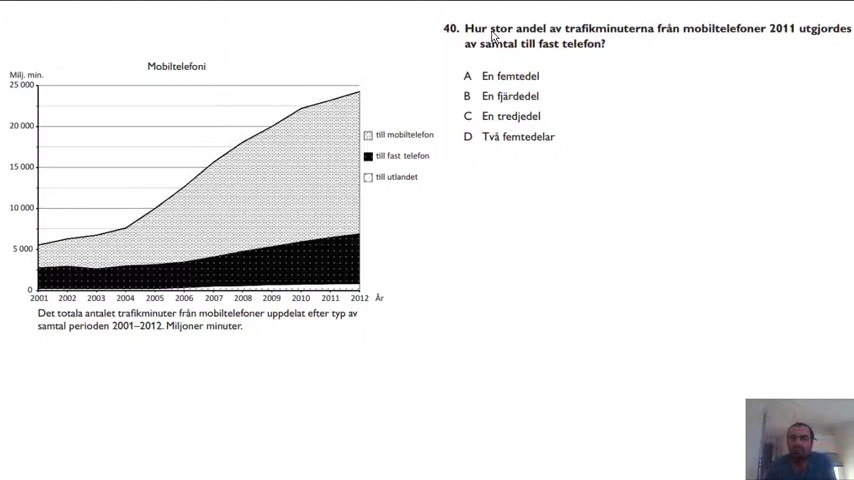 40. Hur stor andel av trafikminuterna från mobiltelefoner 2011 utgjordes
av samtal till fast telefon?
A En femtedel
B En fjärdedel
C En tredjedel
D Två femtedelar
Mobiltelefoni
Milj. min.
25 000
20 000
15 000
10 000
5 000
0
2001 2002 2003 2004 2005 2006 2007 2008 2009 2010 2011 2012 År
till mobiltelefon
till fast telefon
till utlandet
Det totala antalet trafikminuter från mobiltelefoner uppdelat efter typ av
samtal perioden 2001–2012. Miljoner minuter.